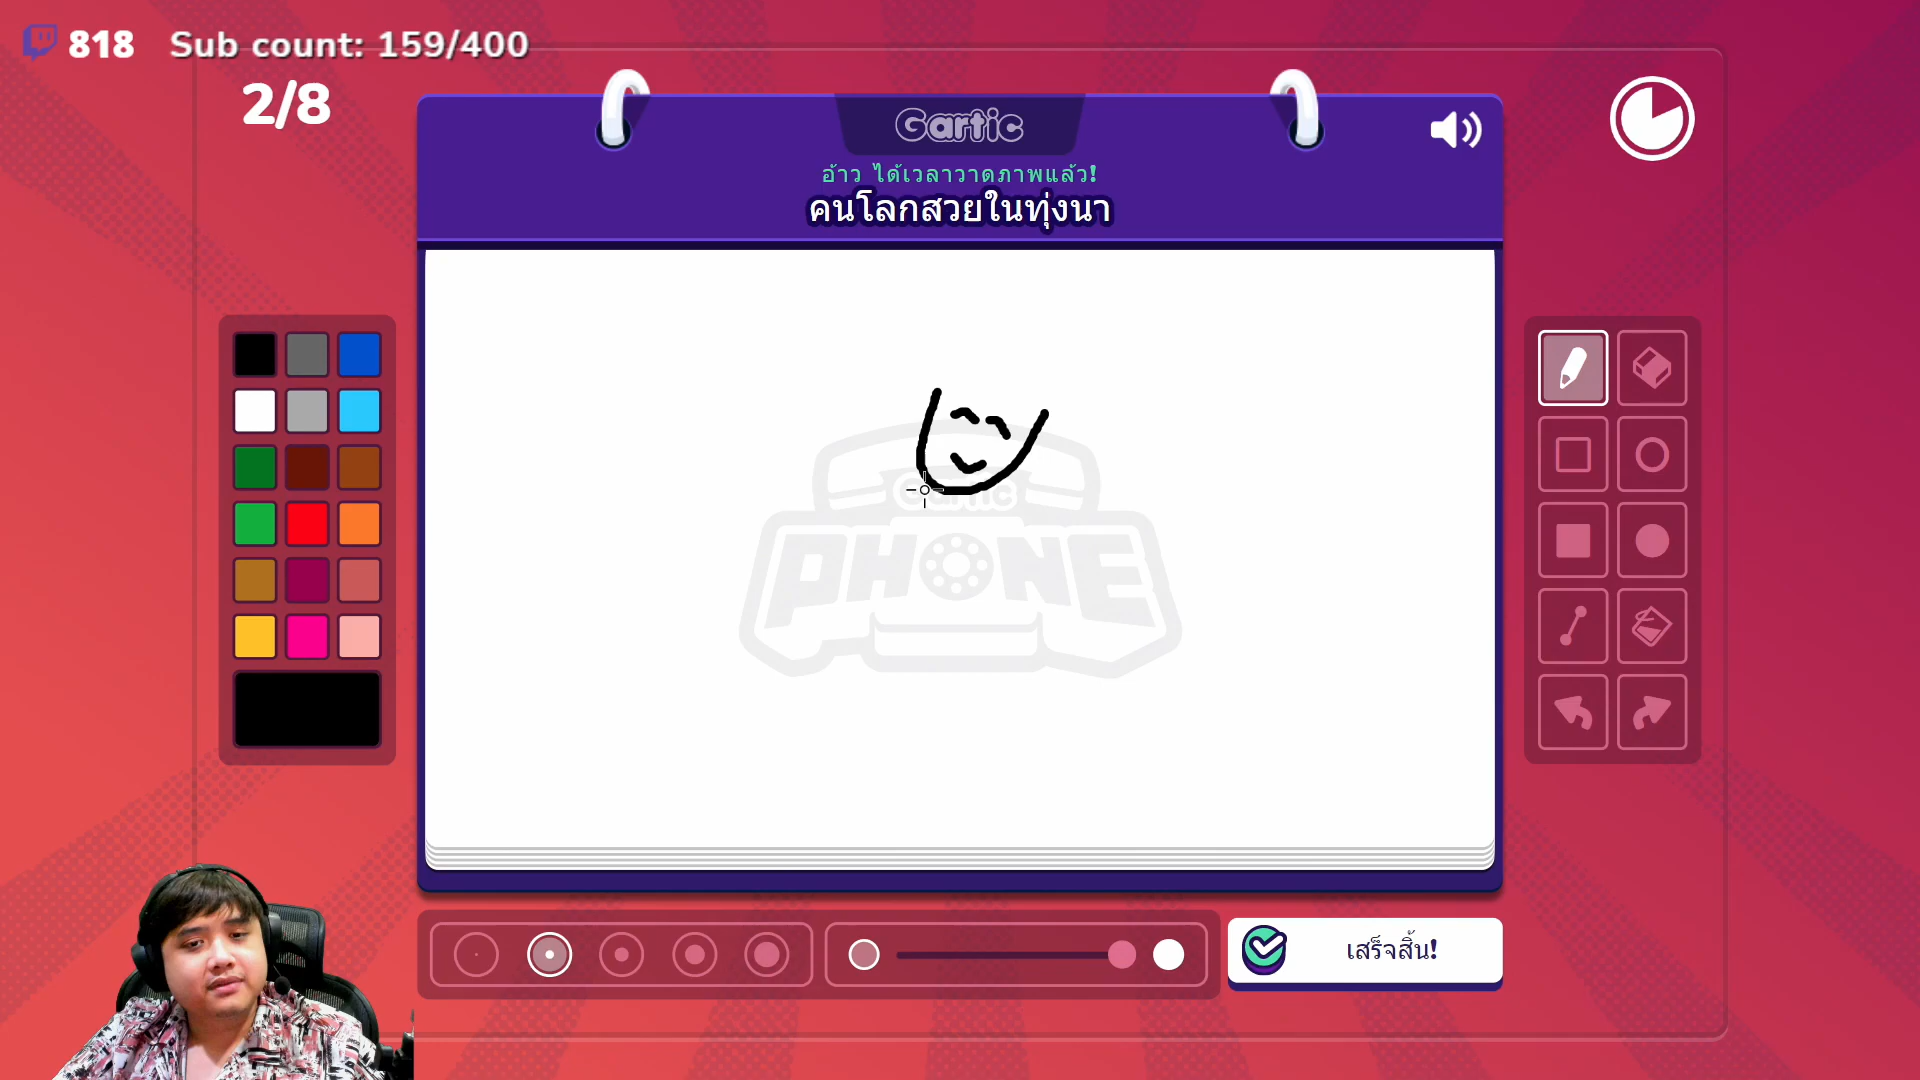 818 Sub count: 159/400
2/8
Gartic
อ้าว ได้เวลาวาดภาพแล้ว!
คนโลกสวยในทุ่งนา
Gartic
PHONE
เสร็จสิ้น!